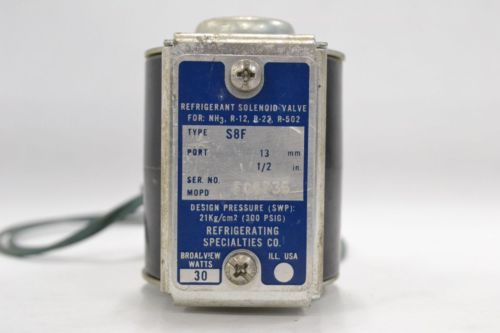 REFRIGERANT SOLENOID VALVE
FOR: NH3, R-12, R-22, R-502
TYPE S8F
PORT 13 mm
1/2 in.
SER. NO.
MOPD
DESIGN PRESSURE (SWP):
21Kg/cm2 (300 PSIG)
REFRIGERATING
SPECIALTIES CO.
BROADVIEW ILL. USA
WATTS
30